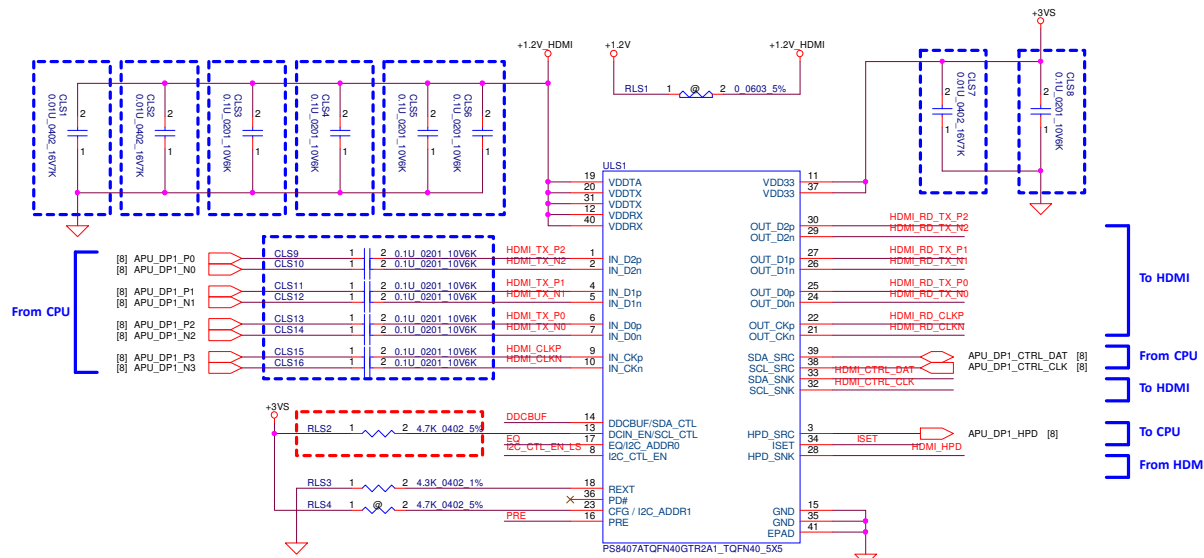 +3VS
+1.2V_HDMI
+1.2V
+1.2V_HDMI
CLS1
0.01U_0402_16V7K
2
1
CLS2
0.01U_0402_16V7K
2
1
CLS3
0.1U_0201_10V6K
2
1
CLS4
0.1U_0201_10V6K
2
1
CLS5
0.1U_0201_10V6K
2
1
CLS6
0.1U_0201_10V6K
2
1
RLS1 1 @ 2 0_0603_5%
CLS7
0.01U_0402_16V7K
2
1
CLS8
0.1U_0201_10V6K
2
1
ULS1
19 VDDTA VDD33 11
20 VDDTX VDD33 37
31 VDDTX
12 VDDRX
40 VDDRX
OUT_D2p 30 HDMI_RD_TX_P2
OUT_D2n 29 HDMI_RD_TX_N2
From CPU
[8] APU_DP1_P0 CLS9 1 2 0.1U_0201_10V6K HDMI_TX_P2 1 IN_D2p OUT_D1p 27 HDMI_RD_TX_P1
[8] APU_DP1_N0 CLS10 1 2 0.1U_0201_10V6K HDMI_TX_N2 2 IN_D2n OUT_D1n 26 HDMI_RD_TX_N1
To HDMI
[8] APU_DP1_P1 CLS11 1 2 0.1U_0201_10V6K HDMI_TX_P1 4 IN_D1p OUT_D0p 25 HDMI_RD_TX_P0
[8] APU_DP1_N1 CLS12 1 2 0.1U_0201_10V6K HDMI_TX_N1 5 IN_D1n OUT_D0n 24 HDMI_RD_TX_N0
[8] APU_DP1_P2 CLS13 1 2 0.1U_0201_10V6K HDMI_TX_P0 6 IN_D0p OUT_CKp 22 HDMI_RD_CLKP
[8] APU_DP1_N2 CLS14 1 2 0.1U_0201_10V6K HDMI_TX_N0 7 IN_D0n OUT_CKn 21 HDMI_RD_CLKN
[8] APU_DP1_P3 CLS15 1 2 0.1U_0201_10V6K HDMI_CLKP 9 IN_CKp SDA_SRC 39 APU_DP1_CTRL_DAT [8]
[8] APU_DP1_N3 CLS16 1 2 0.1U_0201_10V6K HDMI_CLKN 10 IN_CKn SCL_SRC 38 APU_DP1_CTRL_CLK [8]
From CPU
SDA_SNK 33 HDMI_CTRL_DAT
SCL_SNK 32 HDMI_CTRL_CLK
To HDMI
+3VS
DDCBUF 14 DDCBUF/SDA_CTL
RLS2 1 2 4.7K_0402_5% 13 DCIN_EN/SCL_CTL HPD_SRC 3 APU_DP1_HPD [8]
To CPU
EQ 17 EQ/I2C_ADDR0 ISET 34 ISET
I2C_CTL_EN_LS 8 I2C_CTL_EN HPD_SNK 28 HDMI_HPD
From HDM
RLS3 1 2 4.3K_0402_1% 18 REXT
36 PD#
RLS4 1 @ 2 4.7K_0402_5% 23 CFG / I2C_ADDR1 GND 15
PRE 16 PRE GND 35
EPAD 41
PS8407ATQFN40GTR2A1_TQFN40_5X5